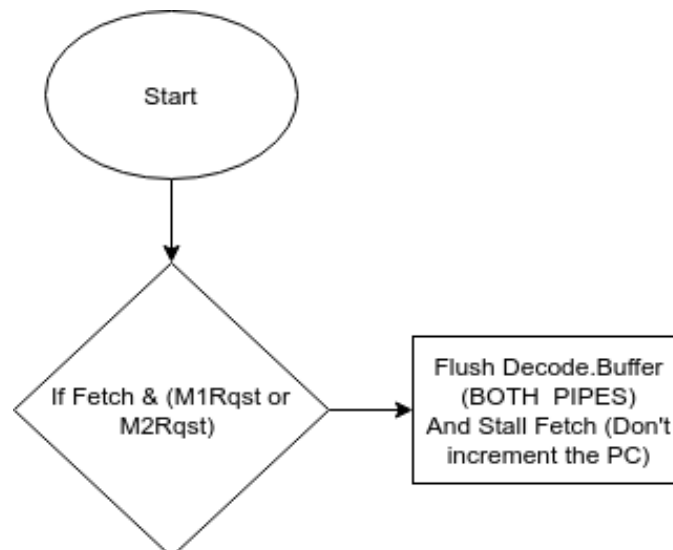 Start
If Fetch & (M1Rqst or
M2Rqst)
Flush Decode.Buffer
(BOTH PIPES)
And Stall Fetch (Don't
increment the PC)